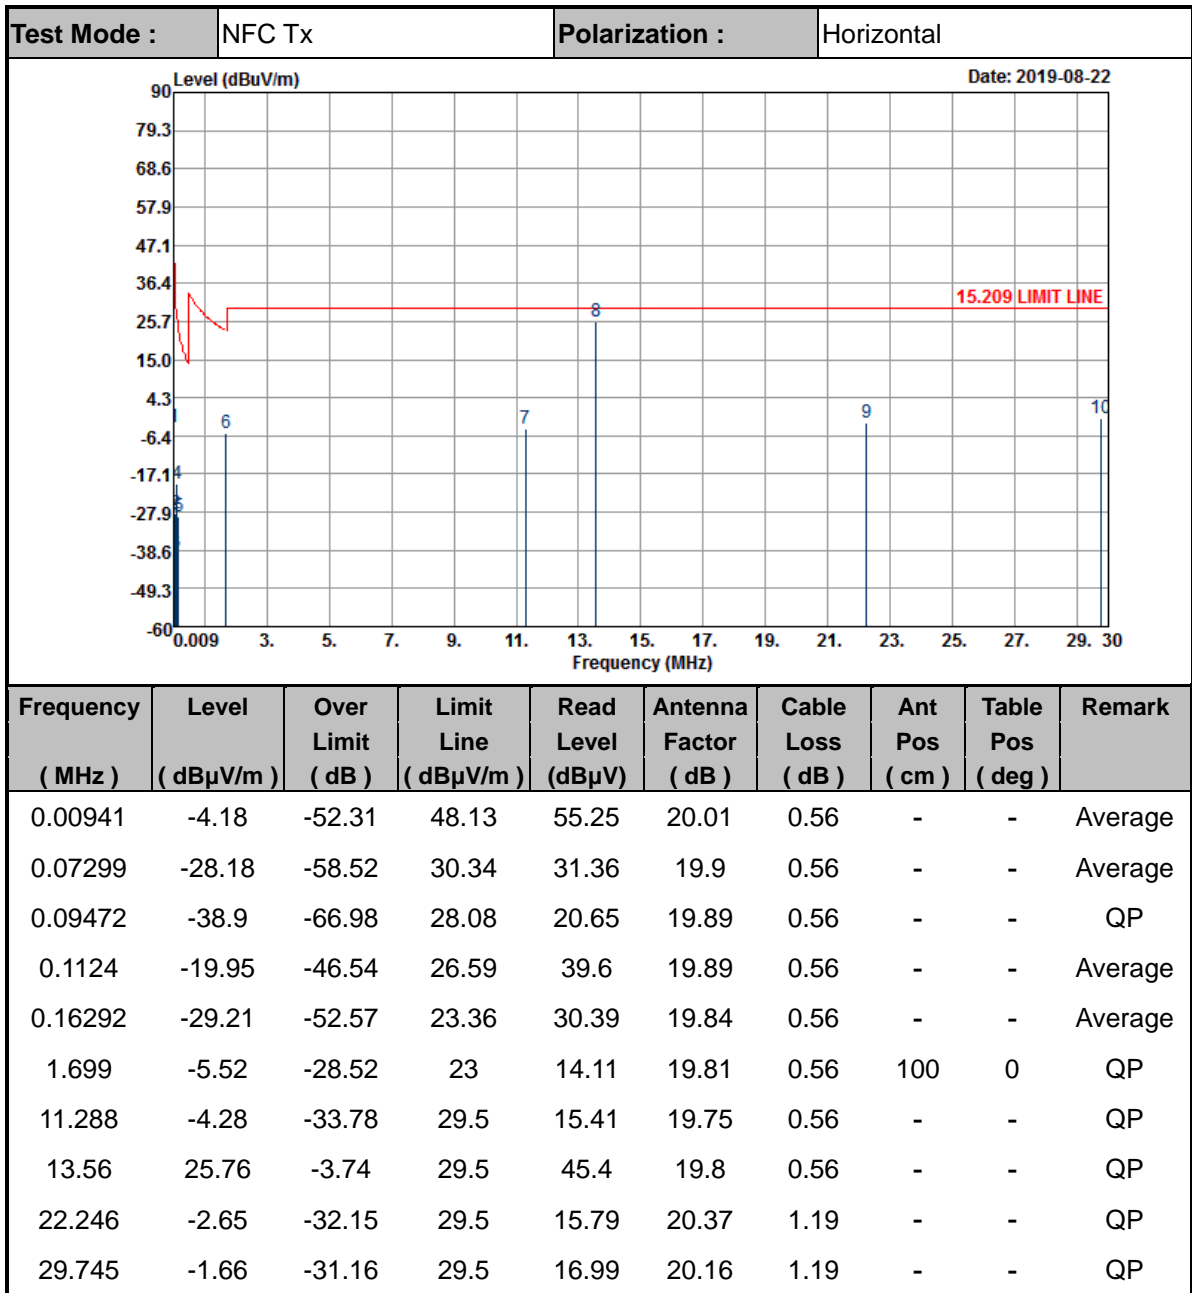 Test Mode : NFC Tx Polarization : Horizontal
Level (dBuV/m) Date: 2019-08-22
90
79.3
68.6
57.9
47.1
36.4
15.209 LIMIT LINE
8
25.7
15.0
4.3
1 6 7 9 10
-6.4
-17.1 4
-27.9 5
-38.6
-49.3
-60
0.009 3. 5. 7. 9. 11. 13. 15. 17. 19. 21. 23. 25. 27. 29. 30
Frequency (MHz)
Frequency Level Over Limit Read Antenna Cable Ant Table Remark
Limit Line Level Factor Loss Pos Pos
( MHz ) ( dBµV/m ) ( dB ) ( dBµV/m ) (dBµV) ( dB ) ( dB ) ( cm ) ( deg )
0.00941 -4.18 -52.31 48.13 55.25 20.01 0.56 - - Average
0.07299 -28.18 -58.52 30.34 31.36 19.9 0.56 - - Average
0.09472 -38.9 -66.98 28.08 20.65 19.89 0.56 - - QP
0.1124 -19.95 -46.54 26.59 39.6 19.89 0.56 - - Average
0.16292 -29.21 -52.57 23.36 30.39 19.84 0.56 - - Average
1.699 -5.52 -28.52 23 14.11 19.81 0.56 100 0 QP
11.288 -4.28 -33.78 29.5 15.41 19.75 0.56 - - QP
13.56 25.76 -3.74 29.5 45.4 19.8 0.56 - - QP
22.246 -2.65 -32.15 29.5 15.79 20.37 1.19 - - QP
29.745 -1.66 -31.16 29.5 16.99 20.16 1.19 - - QP